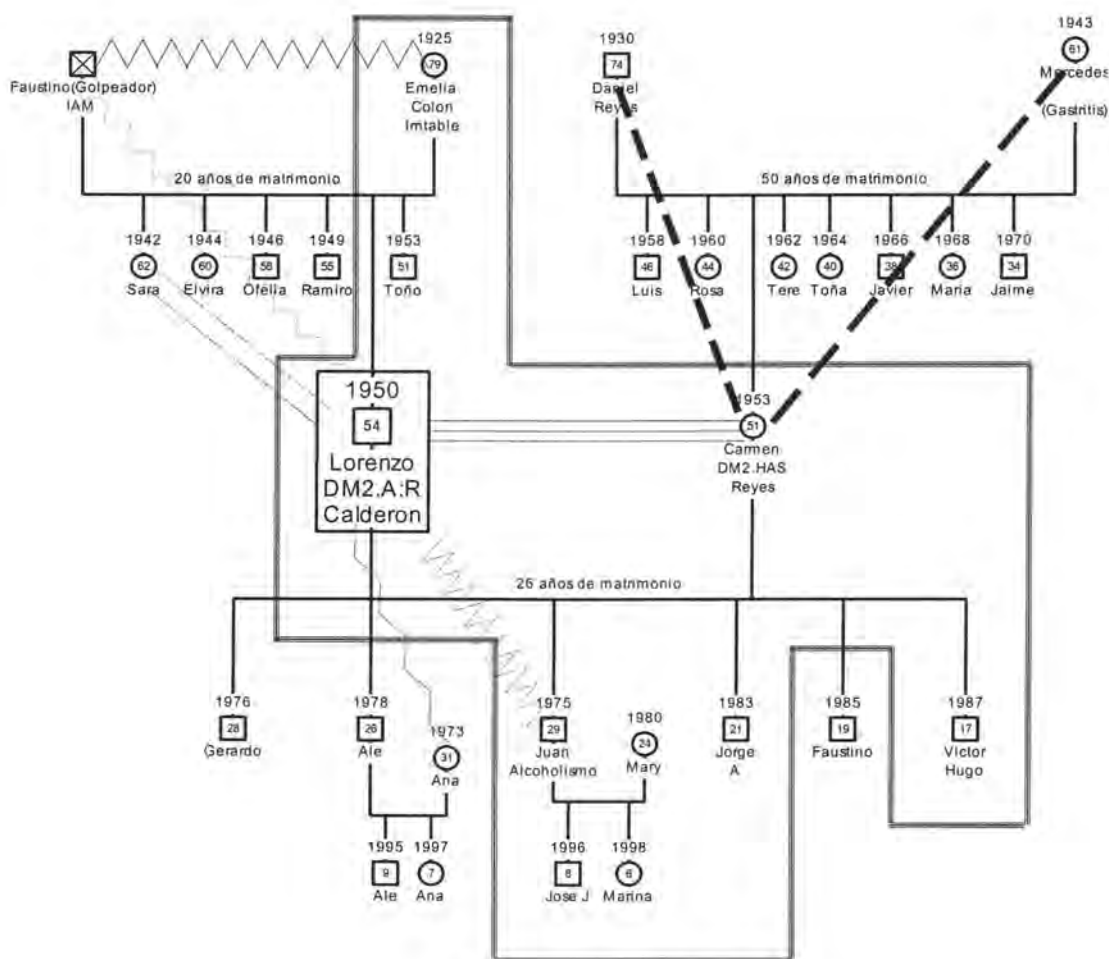 1925
79
Emelia
Colon
Irritable
Faustino(Golpeador)
IAM
1930
74
Daniel
Reyes
1943
61
Mercedes
(Gastritis)
20 años de matrimonio
50 años de matrimonio
1942
62
Sara
1944
60
Elvira
1946
58
Ofelia
1949
55
Ramiro
1953
51
Toño
1958
46
Luis
1960
44
Rosa
1962
42
Tere
1964
40
Toña
1966
38
Javier
1968
36
Maria
1970
34
Jaime
1950
54
Lorenzo
DM2.A:R
Calderon
1953
51
Carmen
DM2.HAS
Reyes
26 años de matrimonio
1976
28
Gerardo
1978
26
Ale
1973
31
Ana
1975
29
Juan
Alcoholismo
1980
24
Mary
1983
21
Jorge
A
1985
19
Faustino
1987
17
Victor
Hugo
1995
9
Ale
1997
7
Ana
1996
8
Jose J
1998
6
Marina